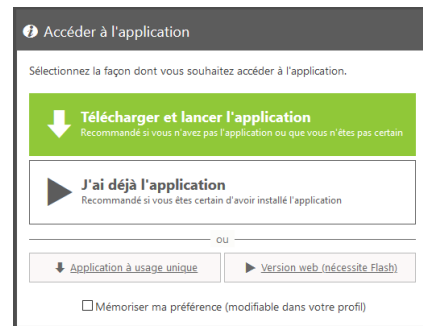 Accéder à l'application
Sélectionnez la façon dont vous souhaitez accéder à l'application.
Télécharger et lancer l'application
Recommandé si vous n'avez pas l'application ou que vous n'êtes pas certain
J'ai déjà l'application
Recommandé si vous êtes certain d'avoir installé l'application
ou
Application à usage unique
Version web (nécessite Flash)
Mémoriser ma préférence (modifiable dans votre profil)